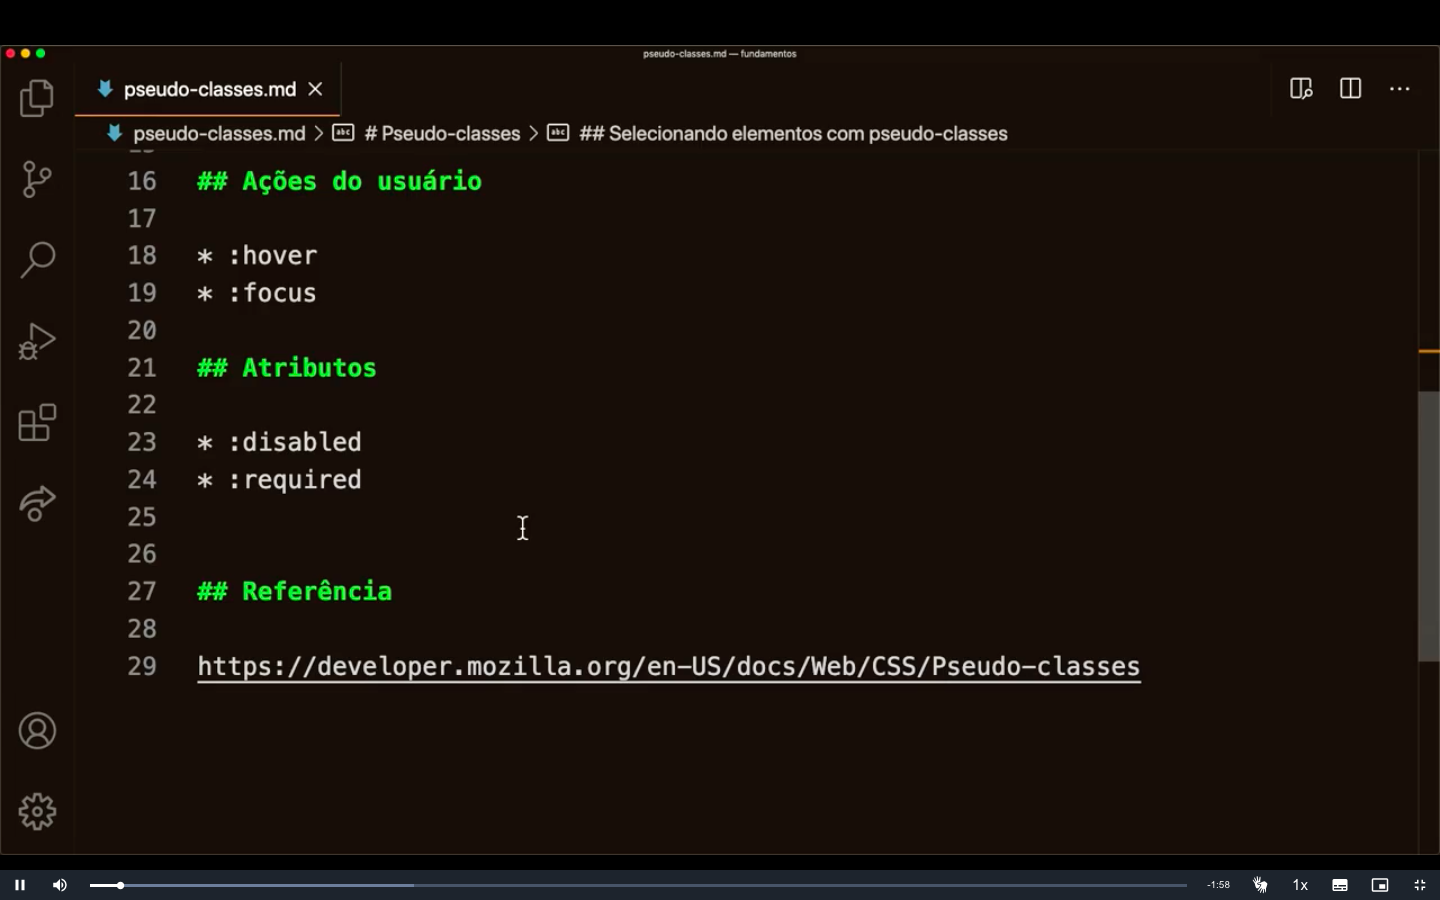 pseudo-classes.md — fundamentos
pseudo-classes.md
pseudo-classes.md > # Pseudo-classes > ## Selecionando elementos com pseudo-classes
16 ## Ações do usuário
17
18 * :hover
19 * :focus
20
21 ## Atributos
22
23 * :disabled
24 * :required
25
26
27 ## Referência
28
29 https://developer.mozilla.org/en-US/docs/Web/CSS/Pseudo-classes
-1:58 1x